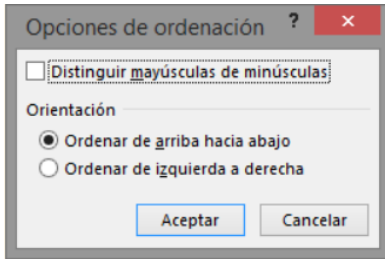 Opciones de ordenación ? ×
Distinguir mayúsculas de minúsculas
Orientación
Ordenar de arriba hacia abajo
Ordenar de izquierda a derecha
Aceptar Cancelar